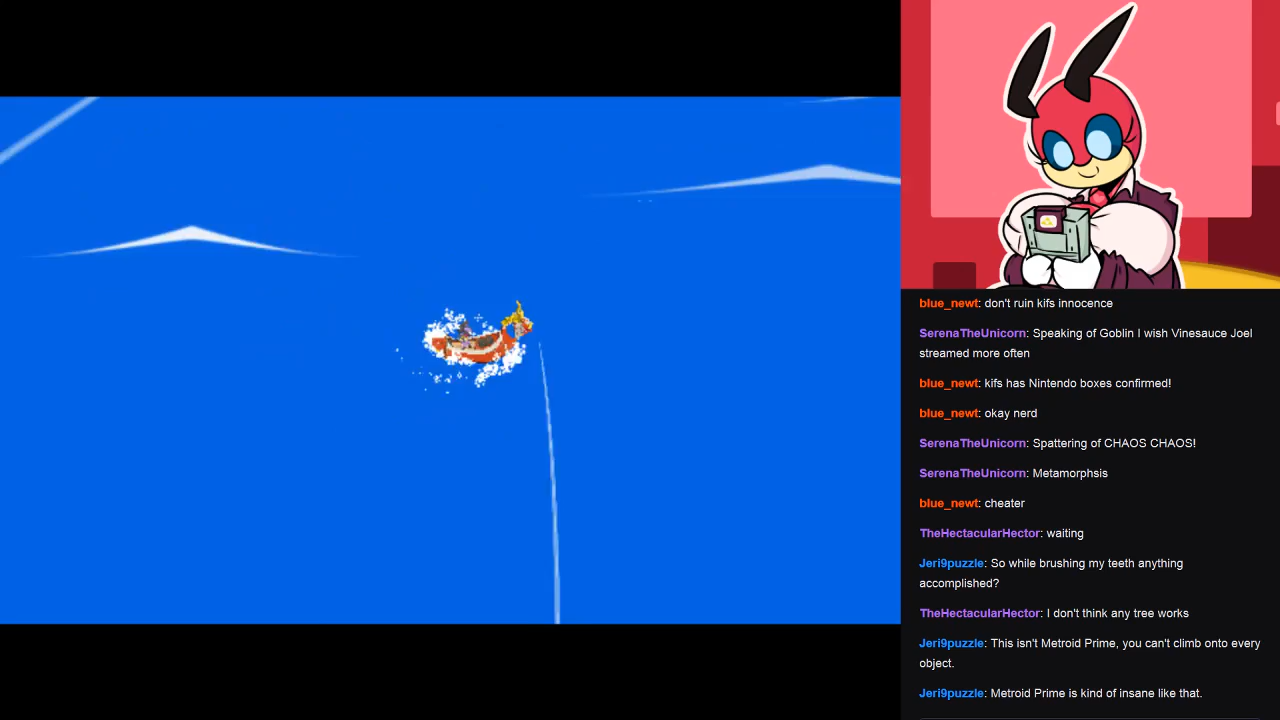 blue_newt: don't ruin kifs innocence
SerenaTheUnicorn: Speaking of Goblin I wish Vinesauce Joel
streamed more often
blue_newt: kifs has Nintendo boxes confirmed!
blue_newt: okay nerd
SerenaTheUnicorn: Spattering of CHAOS CHAOS!
SerenaTheUnicorn: Metamorphsis
blue_newt: cheater
TheHectacularHector: waiting
Jeri9puzzle: So while brushing my teeth anything
accomplished?
TheHectacularHector: I don't think any tree works
Jeri9puzzle: This isn't Metroid Prime, you can't climb onto every
object.
Jeri9puzzle: Metroid Prime is kind of insane like that.